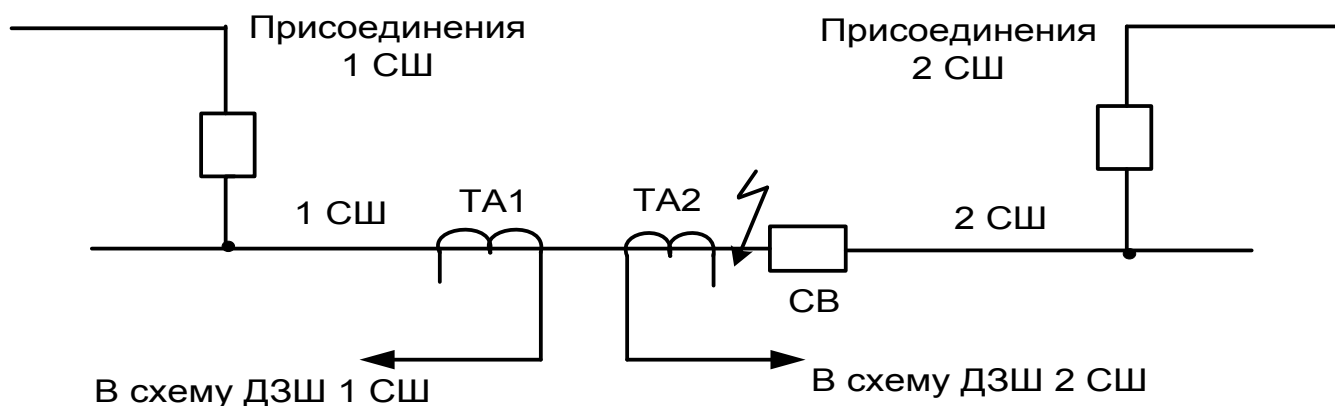 Присоединения
1 СШ
Присоединения
2 СШ
1 СШ
ТА1
ТА2
2 СШ
СВ
В схему ДЗШ 1 СШ
В схему ДЗШ 2 СШ